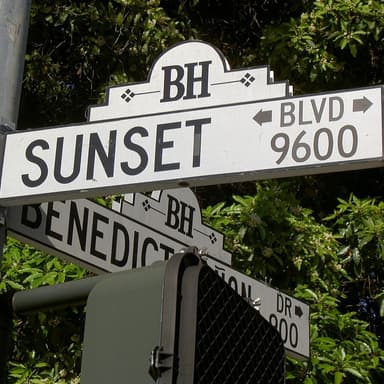 BH
SUNSET BLVD
9600
BH
BENEDICT DR